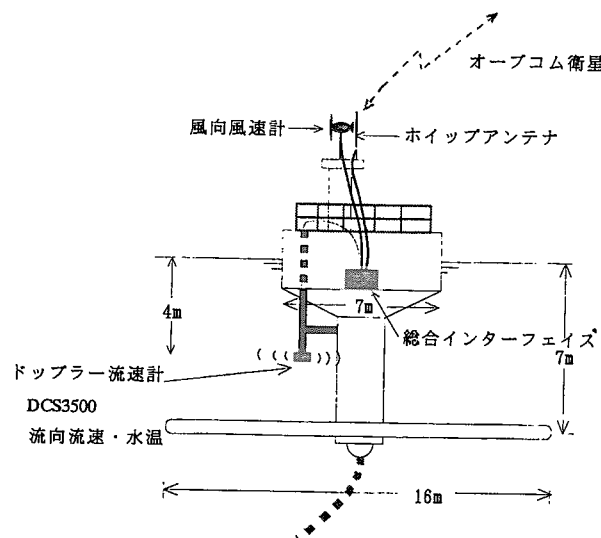 オーブコム衛星
風向風速計
ホイップアンテナ
7m
4m
総合インターフェイズ
7m
ドップラー流速計
DCS3500
流向流速・水温
16m